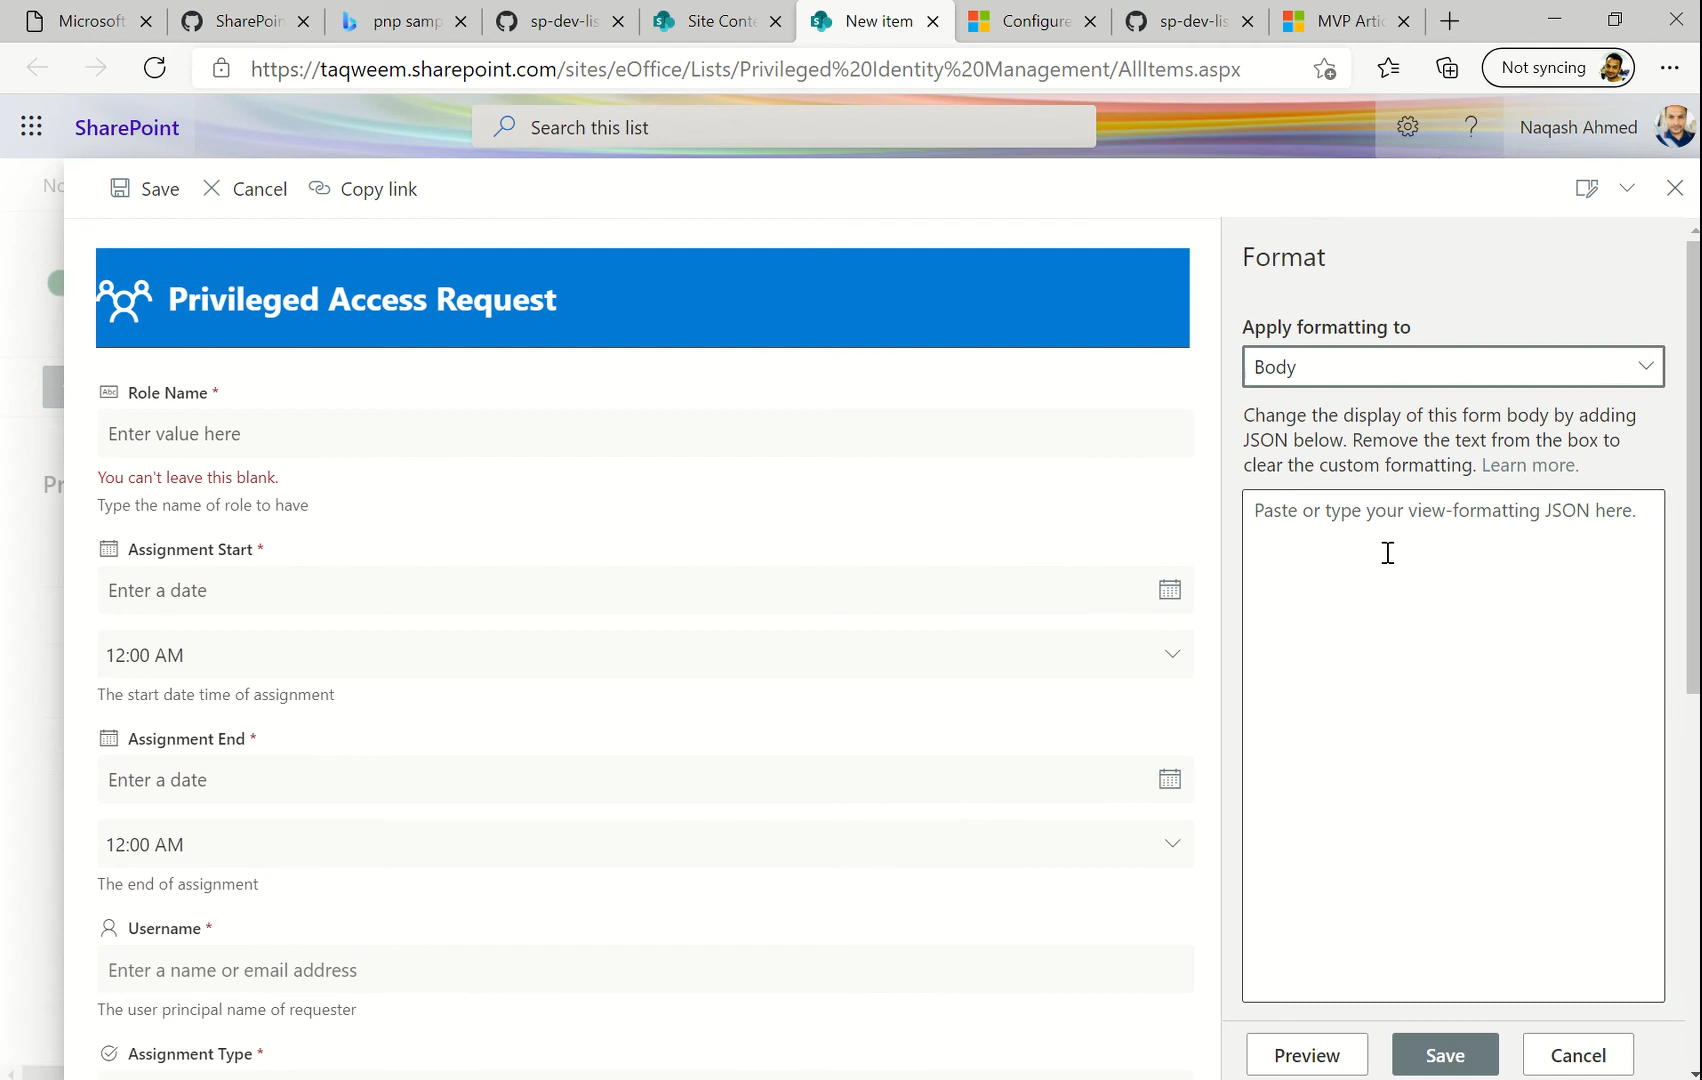 Microsoft
SharePoin
pnp samp
sp-dev-lis
Site Conte
New item
Configure
sp-dev-lis
MVP Artic
https://taqweem.sharepoint.com/sites/eOffice/Lists/Privileged%20Identity%20Management/AllItems.aspx
Not syncing
SharePoint
Search this list
?
Naqash Ahmed
No
Save
Cancel
Copy link
Format
Privileged Access Request
Apply formatting to
Body
Abc
Role Name *
Enter value here
You can't leave this blank.
Type the name of role to have
Change the display of this form body by adding
JSON below. Remove the text from the box to
clear the custom formatting. Learn more.
Pr
Paste or type your view-formatting JSON here.
Assignment Start *
Enter a date
12:00 AM
The start date time of assignment
Assignment End *
Enter a date
12:00 AM
The end of assignment
Username *
Enter a name or email address
The user principal name of requester
Assignment Type *
Preview
Save
Cancel